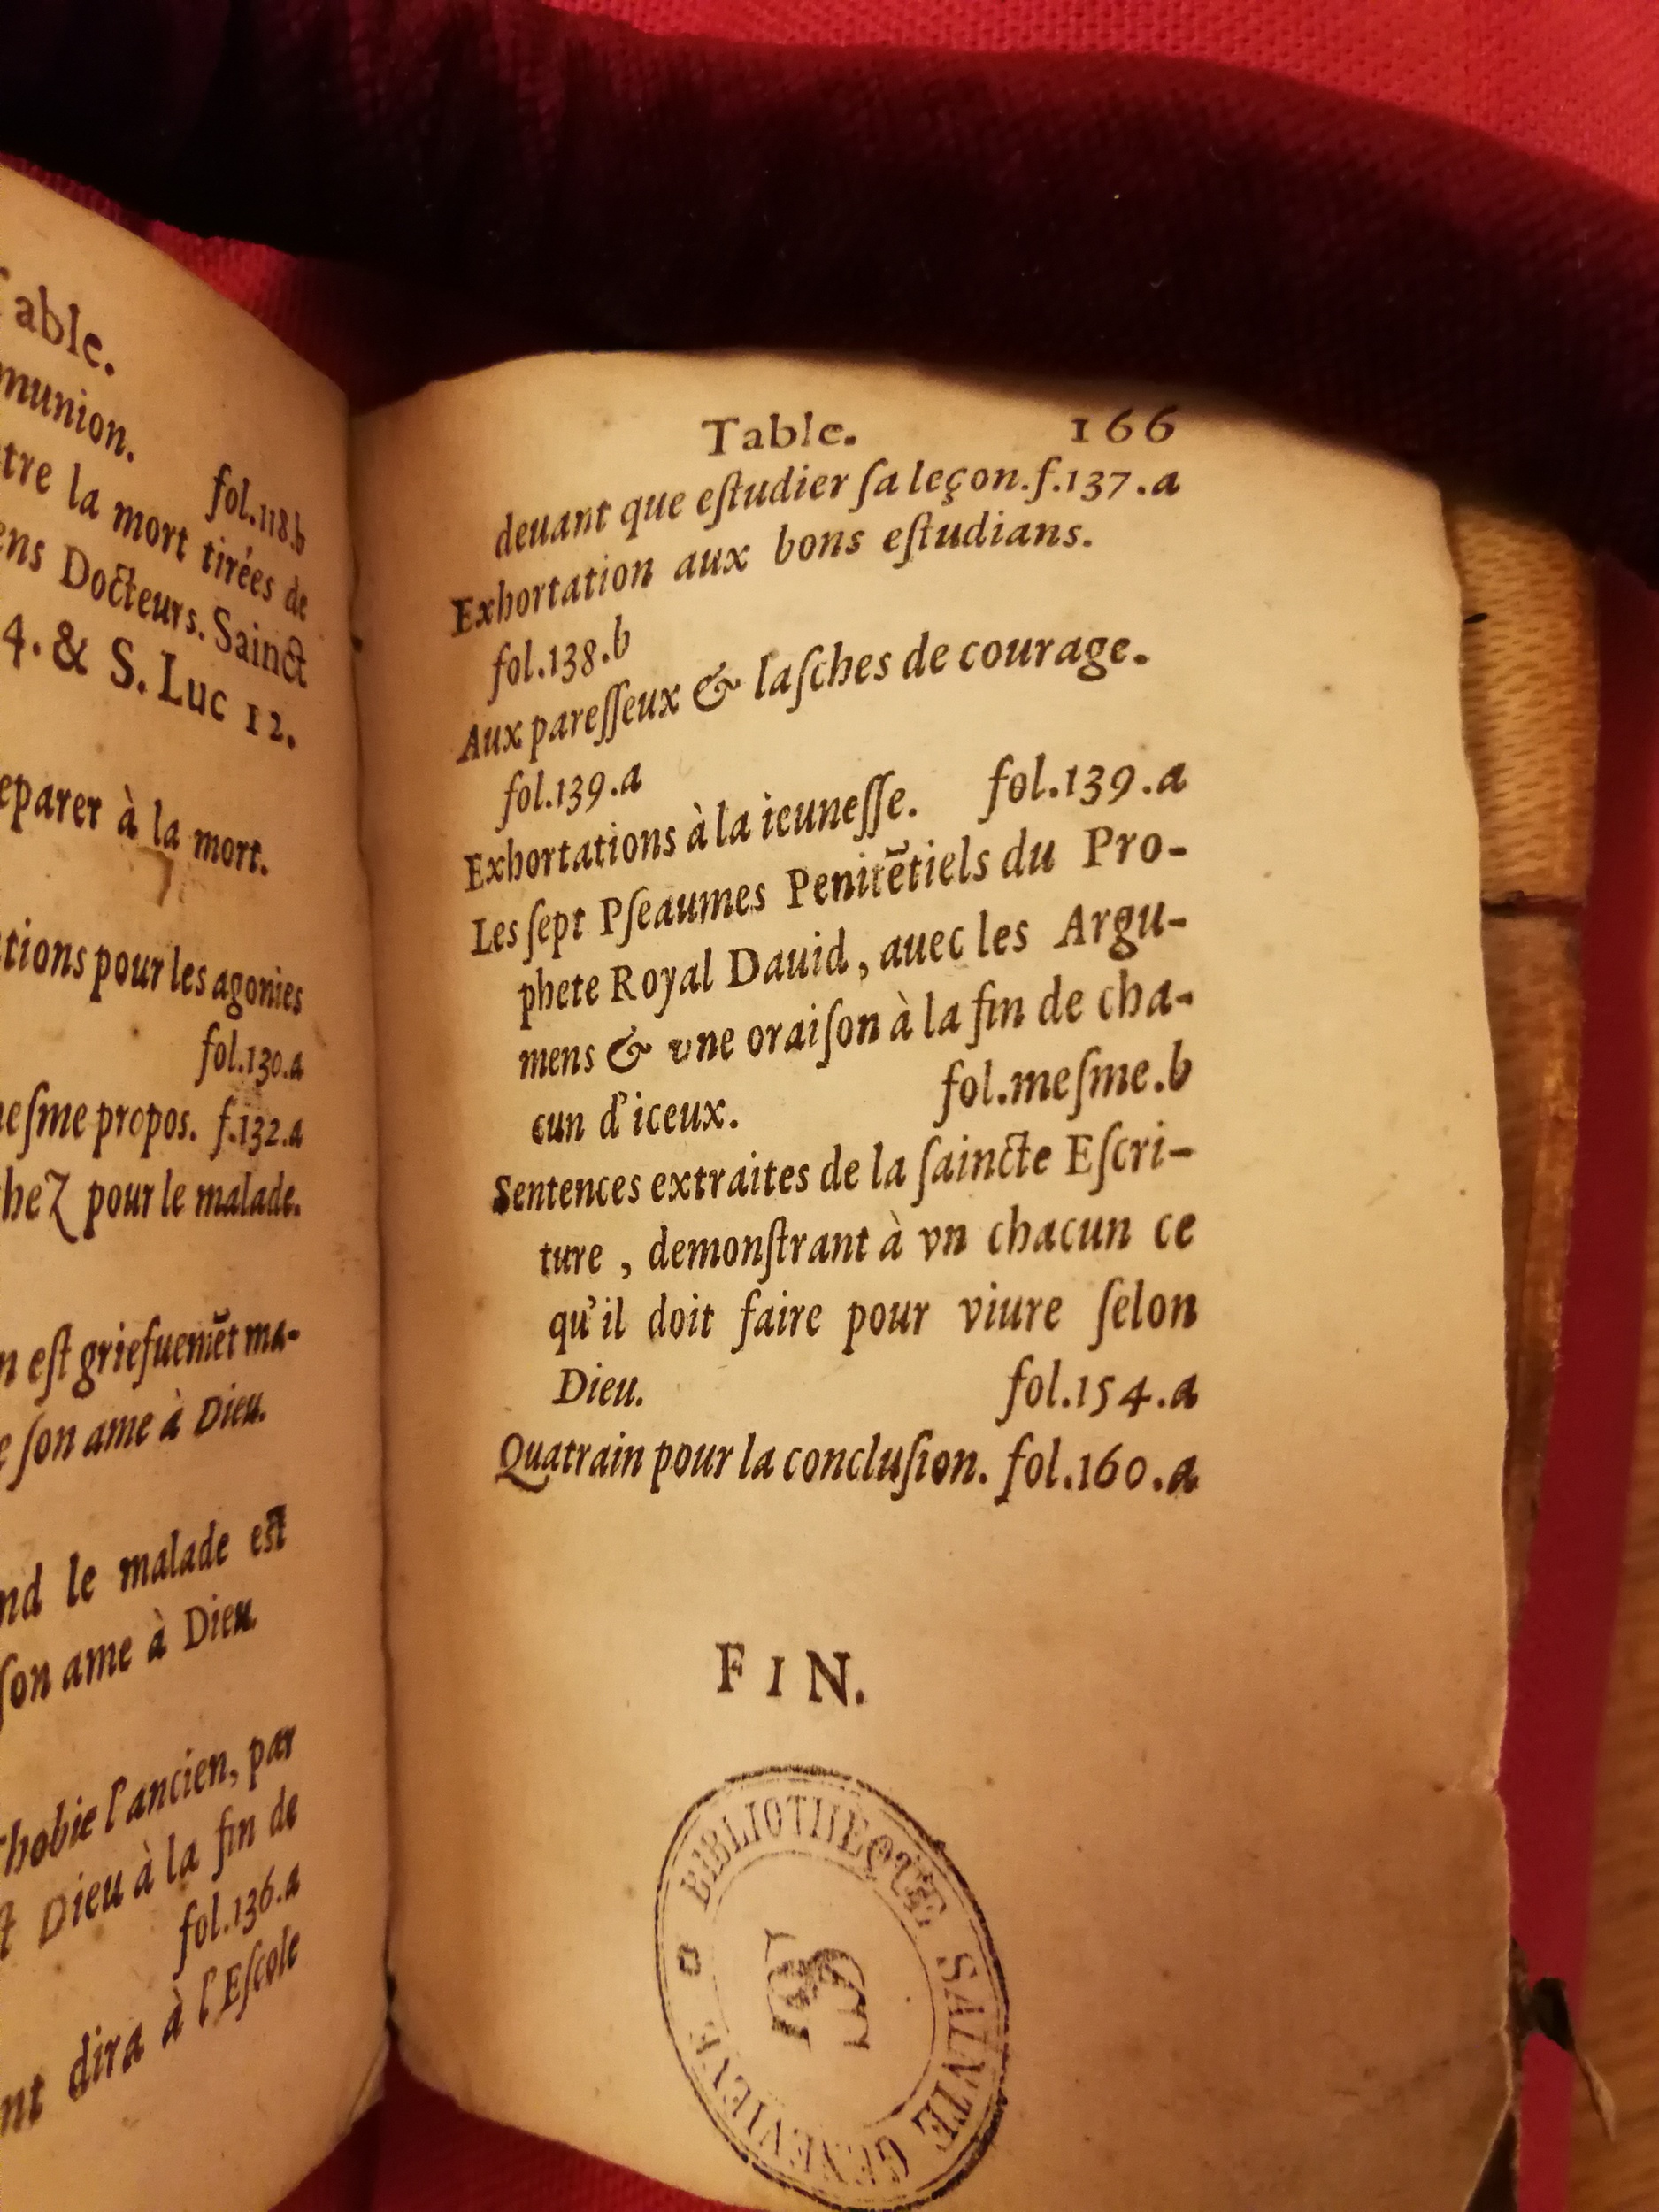 able.
munion.
fol.118.b
tre la mort tirées de
ens Docteurs. Sainct
4. & S. Luc 12.
eparer à la mort.
tions pour les agonies
fol.130.a
meſme propos. f.132.a
cheZ pour le malade.
n eſt griefuemēt ma-
e ſon ame à Dieu.
nd le malade eſt
ſon ame à Dieu.
Thobie l'ancien, par
Dieu à la fin de
fol.136.a
nt dira à l'Eſcole
Table. 166
deuant que eſtudier ſa leçon. f.137.a
Exhortation aux bons eſtudians.
fol.138.b
Aux pareſſeux & laſches de courage.
fol.139.a
Exhortations à la ieuneſſe. fol.139.a
Les ſept Pſeaumes Penitētiels du Pro-
phete Royal Dauid, auec les Argu-
mens & vne oraiſon à la fin de cha-
cun d'iceux. fol.meſme.b
Sentences extraites de la ſaincte Eſcri-
ture, demonſtrant à vn chacun ce
qu'il doit faire pour viure ſelon
Dieu. fol.154.a
Quatrain pour la concluſion. fol.160.a
FIN.
BIBLIOTHEQUE SAINTE GENEVIEVE